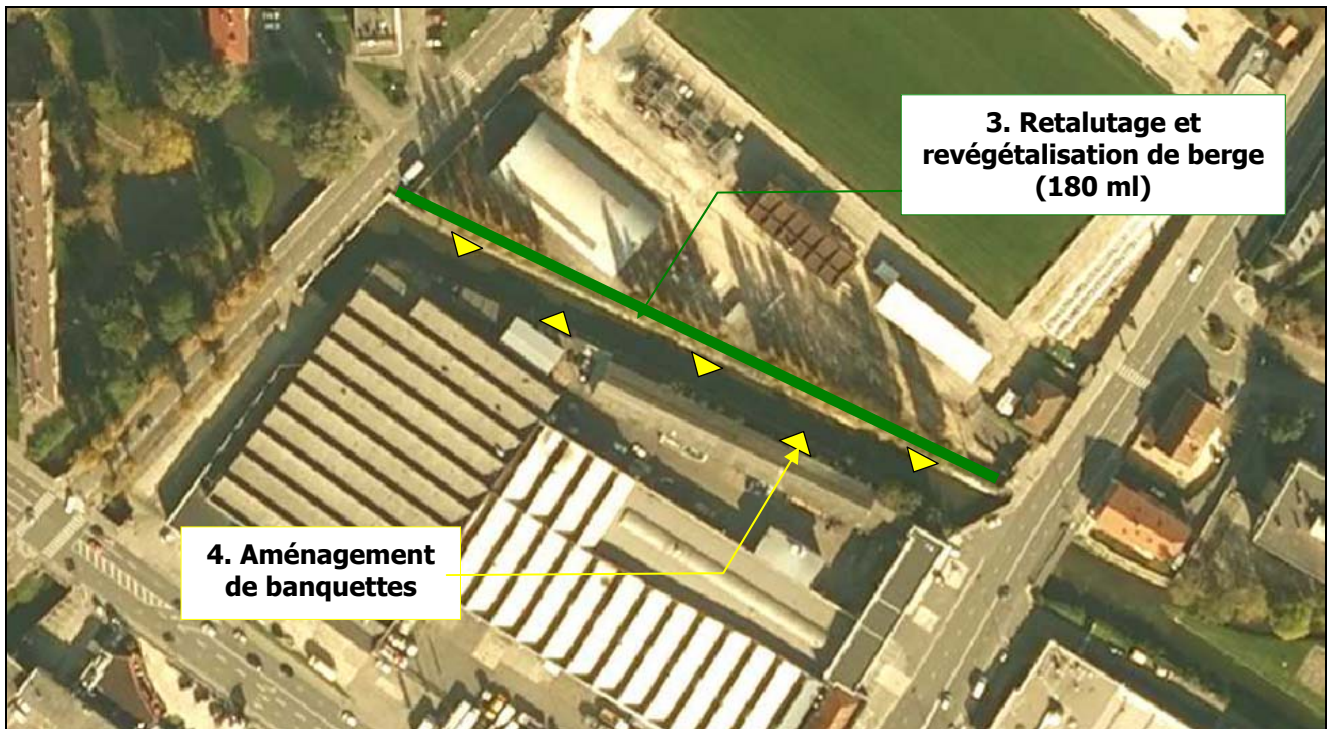 3. Retalutage et
revégétalisation de berge
(180 ml)
4. Aménagement
de banquettes